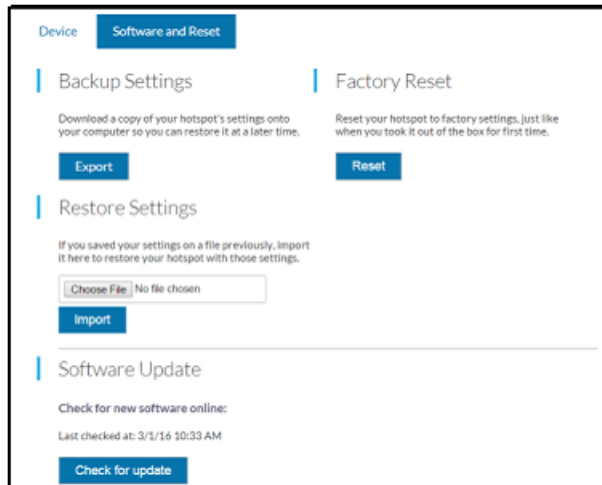 Device
Software and Reset
Backup Settings
Download a copy of your hotspot's settings onto
your computer so you can restore it at a later time.
Export
Factory Reset
Reset your hotspot to factory settings, just like
when you took it out of the box for first time.
Reset
Restore Settings
If you saved your settings on a file previously, import
it here to restore your hotspot with those settings.
Choose File No file chosen
Import
Software Update
Check for new software online:
Last checked at: 3/1/16 10:33 AM
Check for update